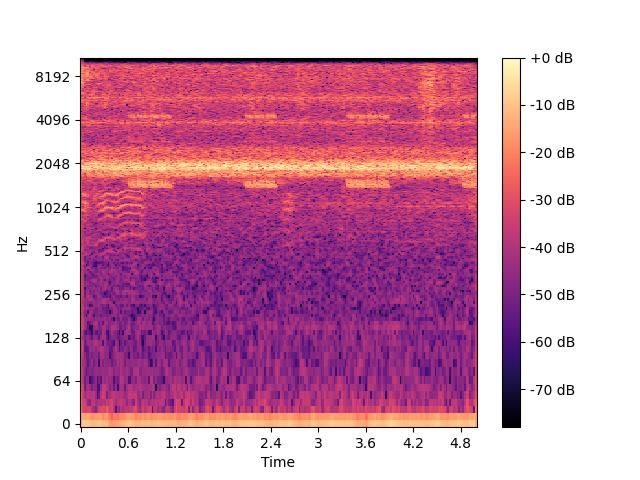 8192
4096
2048
1024
512
256
128
64
0
Hz
0 0.6 1.2 1.8 2.4 3 3.6 4.2 4.8
Time
+0 dB
-10 dB
-20 dB
-30 dB
-40 dB
-50 dB
-60 dB
-70 dB